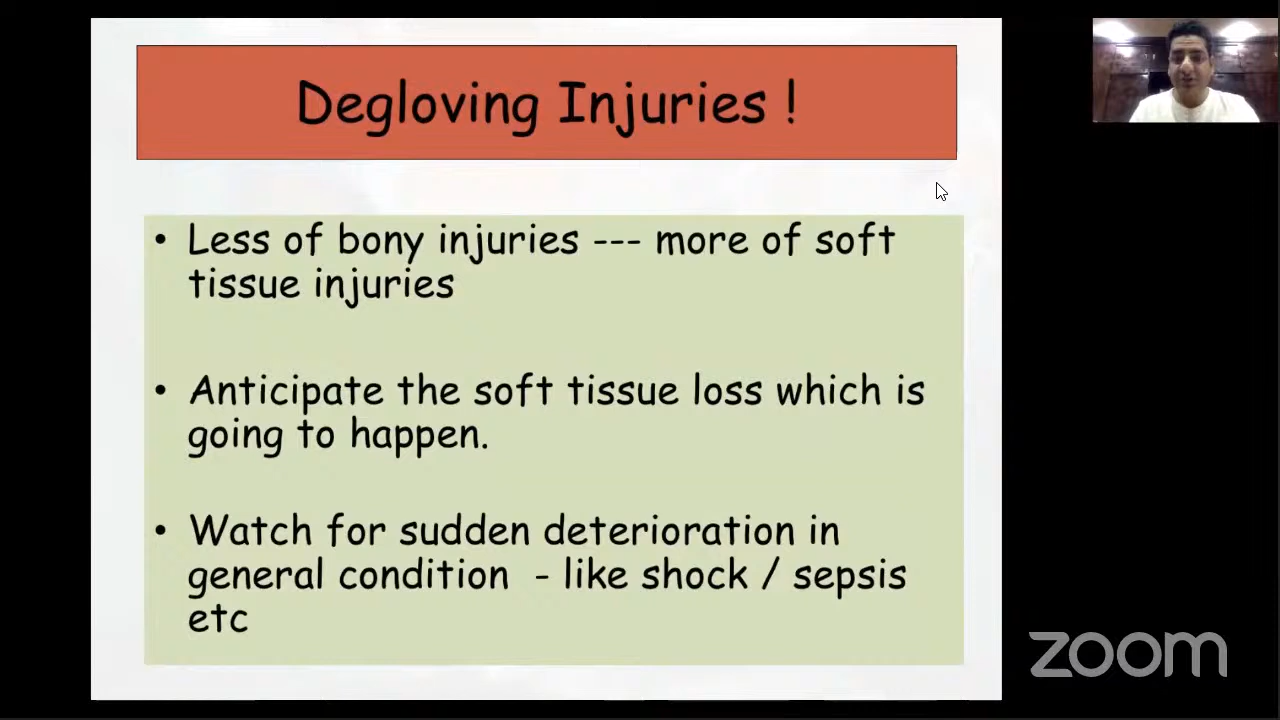 Degloving Injuries !
• Less of bony injuries --- more of soft
tissue injuries
• Anticipate the soft tissue loss which is
going to happen.
• Watch for sudden deterioration in
general condition  - like shock / sepsis
etc
zoom